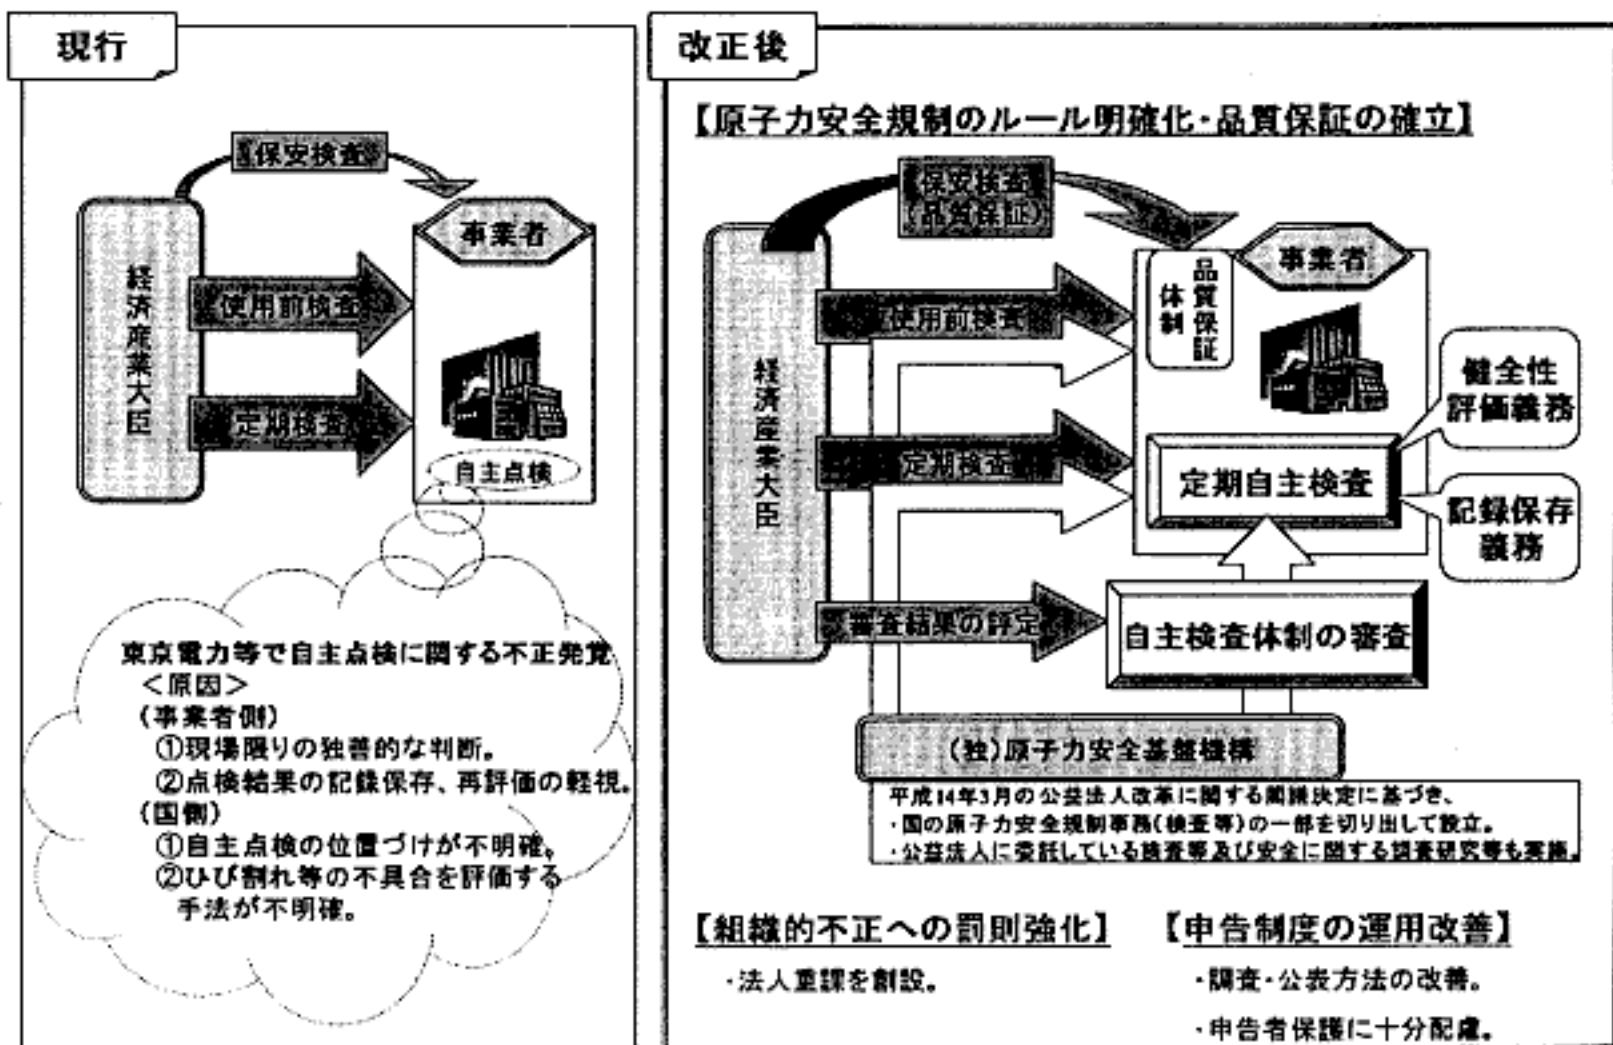 現行
保安検査
経済産業大臣
事業者
使用前検査
定期検査
自主点検
東京電力等で自主点検に関する不正発覚
＜原因＞
(事業者側)
①現場限りの独善的な判断。
②点検結果の記録保存、再評価の軽視。
(国側)
①自主点検の位置づけが不明確。
②ひび割れ等の不具合を評価する
手法が不明確。
改正後
【原子力安全規制のルール明確化・品質保証の確立】
保安検査
(品質保証)
経済産業大臣
品質保証
体制
事業者
使用前検査
定期検査
健全性
評価義務
定期自主検査
記録保存
義務
審査結果の評定
自主検査体制の審査
(独)原子力安全基盤機構
平成14年3月の公益法人改革に関する閣議決定に基づき、
・国の原子力安全規制事務(検査等)の一部を切り出して設立。
・公益法人に委託している検査等及び安全に関する調査研究等も実施。
【組織的不正への罰則強化】
・法人重課を創設。
【申告制度の運用改善】
・調査・公表方法の改善。
・申告者保護に十分配慮。